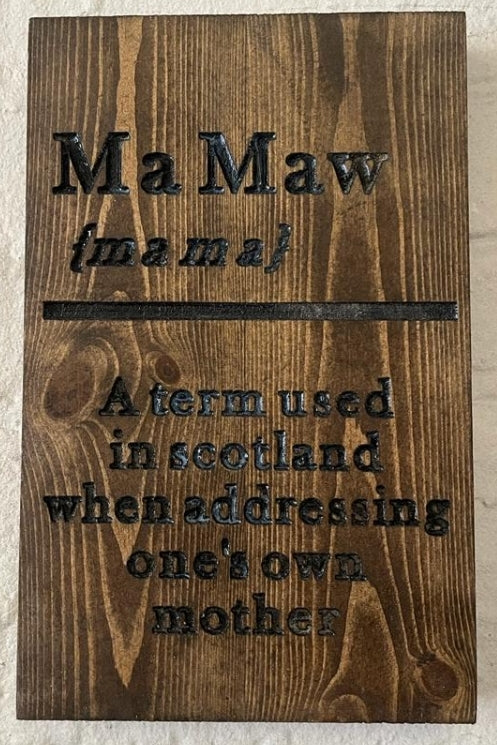 Ma Maw
{ma ma}
A term used
in scotland
when addressing
one's own
mother